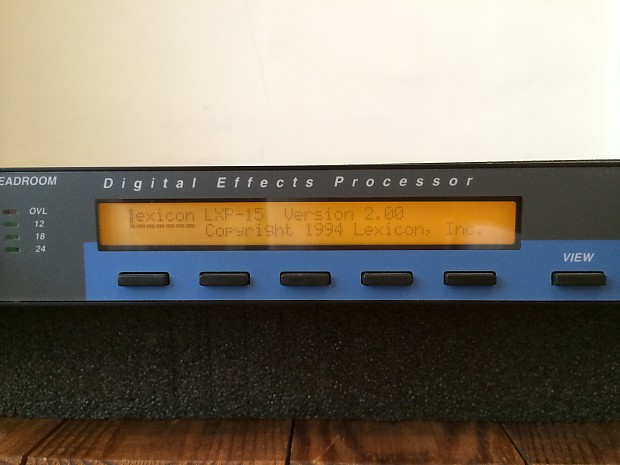 EADROOM
Digital Effects Processor
OVL
12
18
24
lexicon LXP-15 Version 2.00
Copyright 1994 Lexicon, Inc.
VIEW